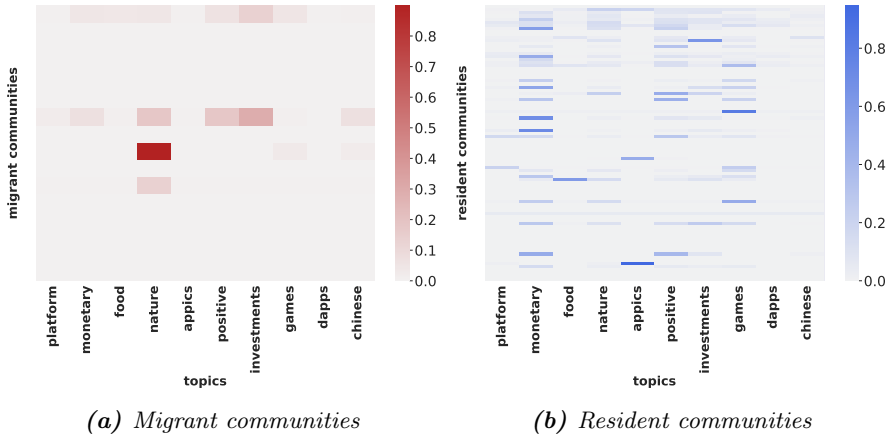 migrant communities
0.8
0.7
0.6
0.5
0.4
0.3
0.2
0.1
0.0
platform
monetary
food
nature
appics
positive
investments
games
dapps
chinese
topics
(a) Migrant communities
resident communities
0.8
0.6
0.4
0.2
0.0
platform
monetary
food
nature
appics
positive
investments
games
dapps
chinese
topics
(b) Resident communities